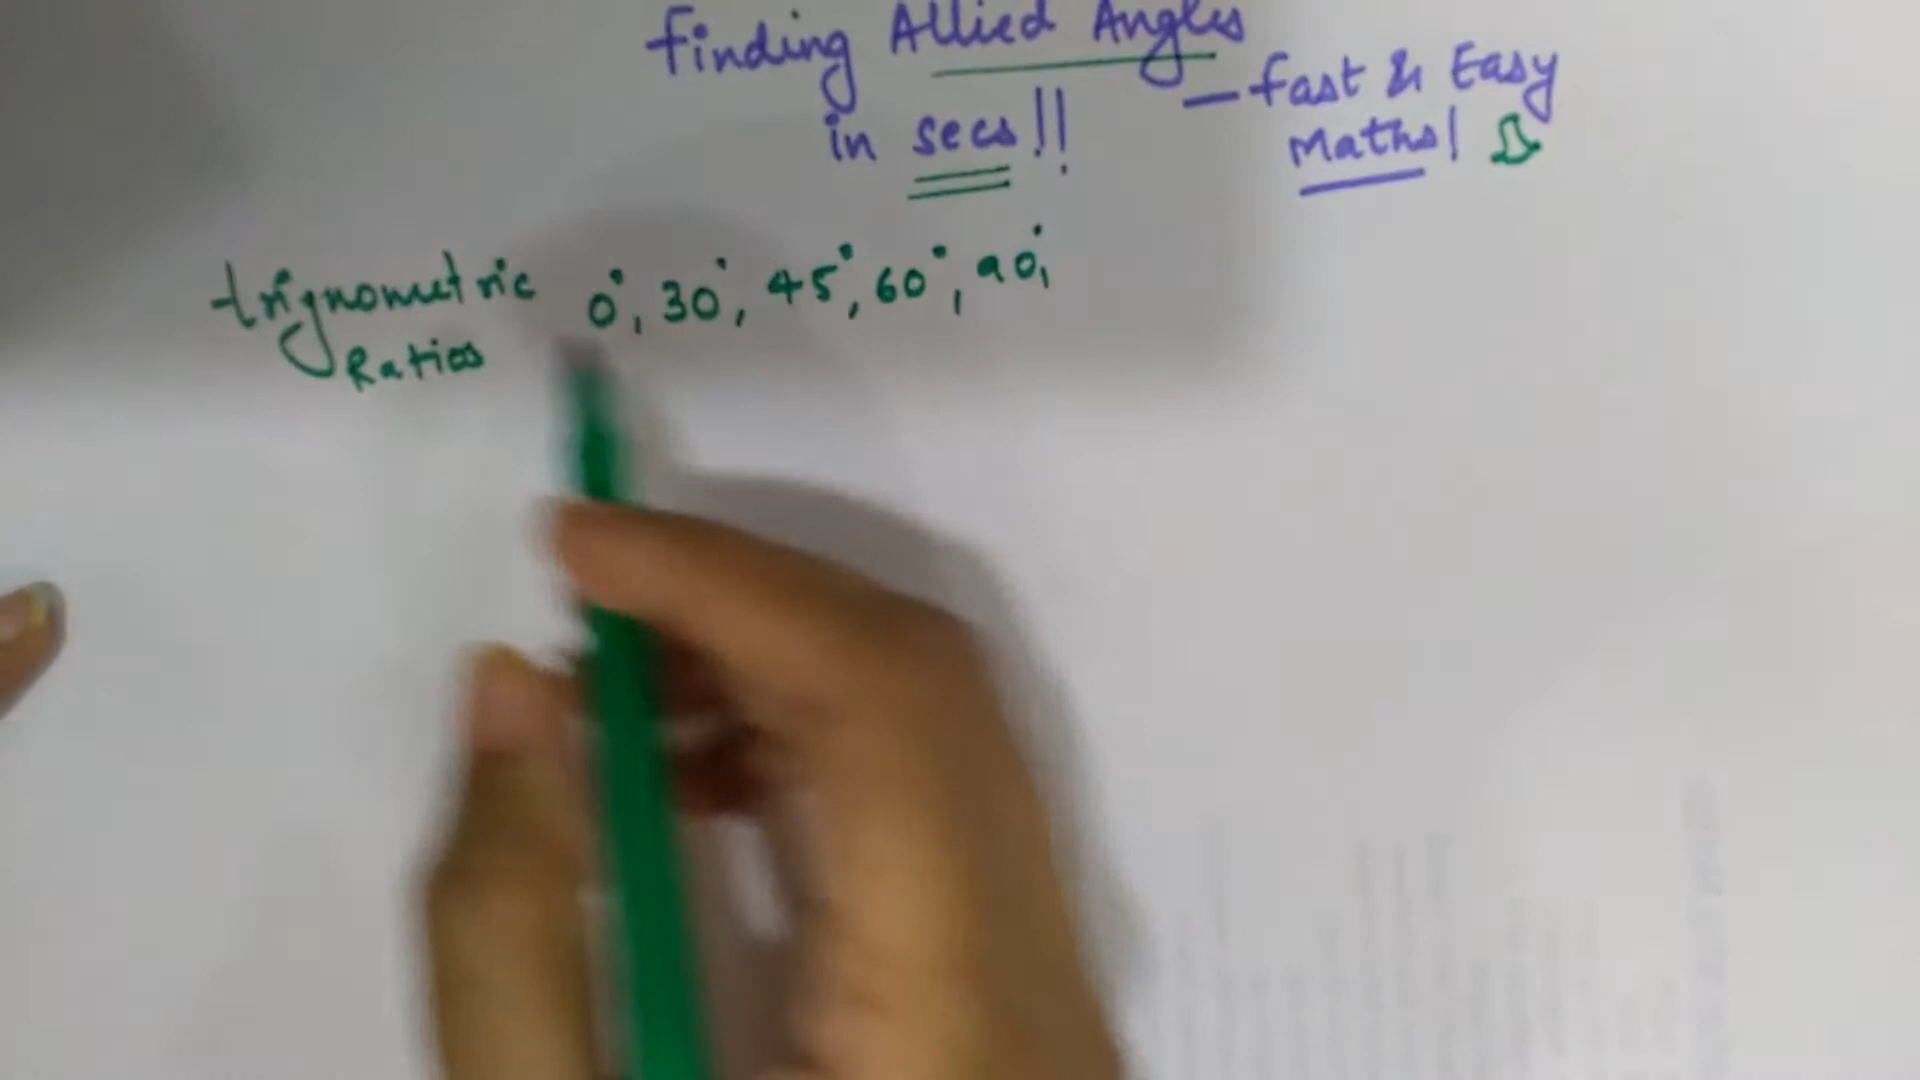 Finding Allied Angles
in secs!!
— Fast & Easy
Maths!
trignometric 0°, 30°, 45°, 60°, 90°,
Ratios